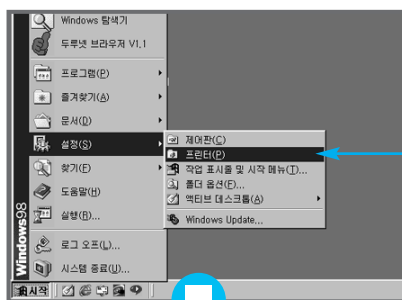 Windows 탐색기
두루넷 브라우저 V1.1
프로그램(P)
즐겨찾기(A)
문서(D)
설정(S)
찾기(F)
도움말(H)
실행(R)...
로그 오프(L)...
시스템 종료(U)...
제어판(C)
프린터(P)
작업 표시줄 및 시작 메뉴(T)...
폴더 옵션(F)...
액티브 데스크톱(A)
Windows Update...
Windows98
시작